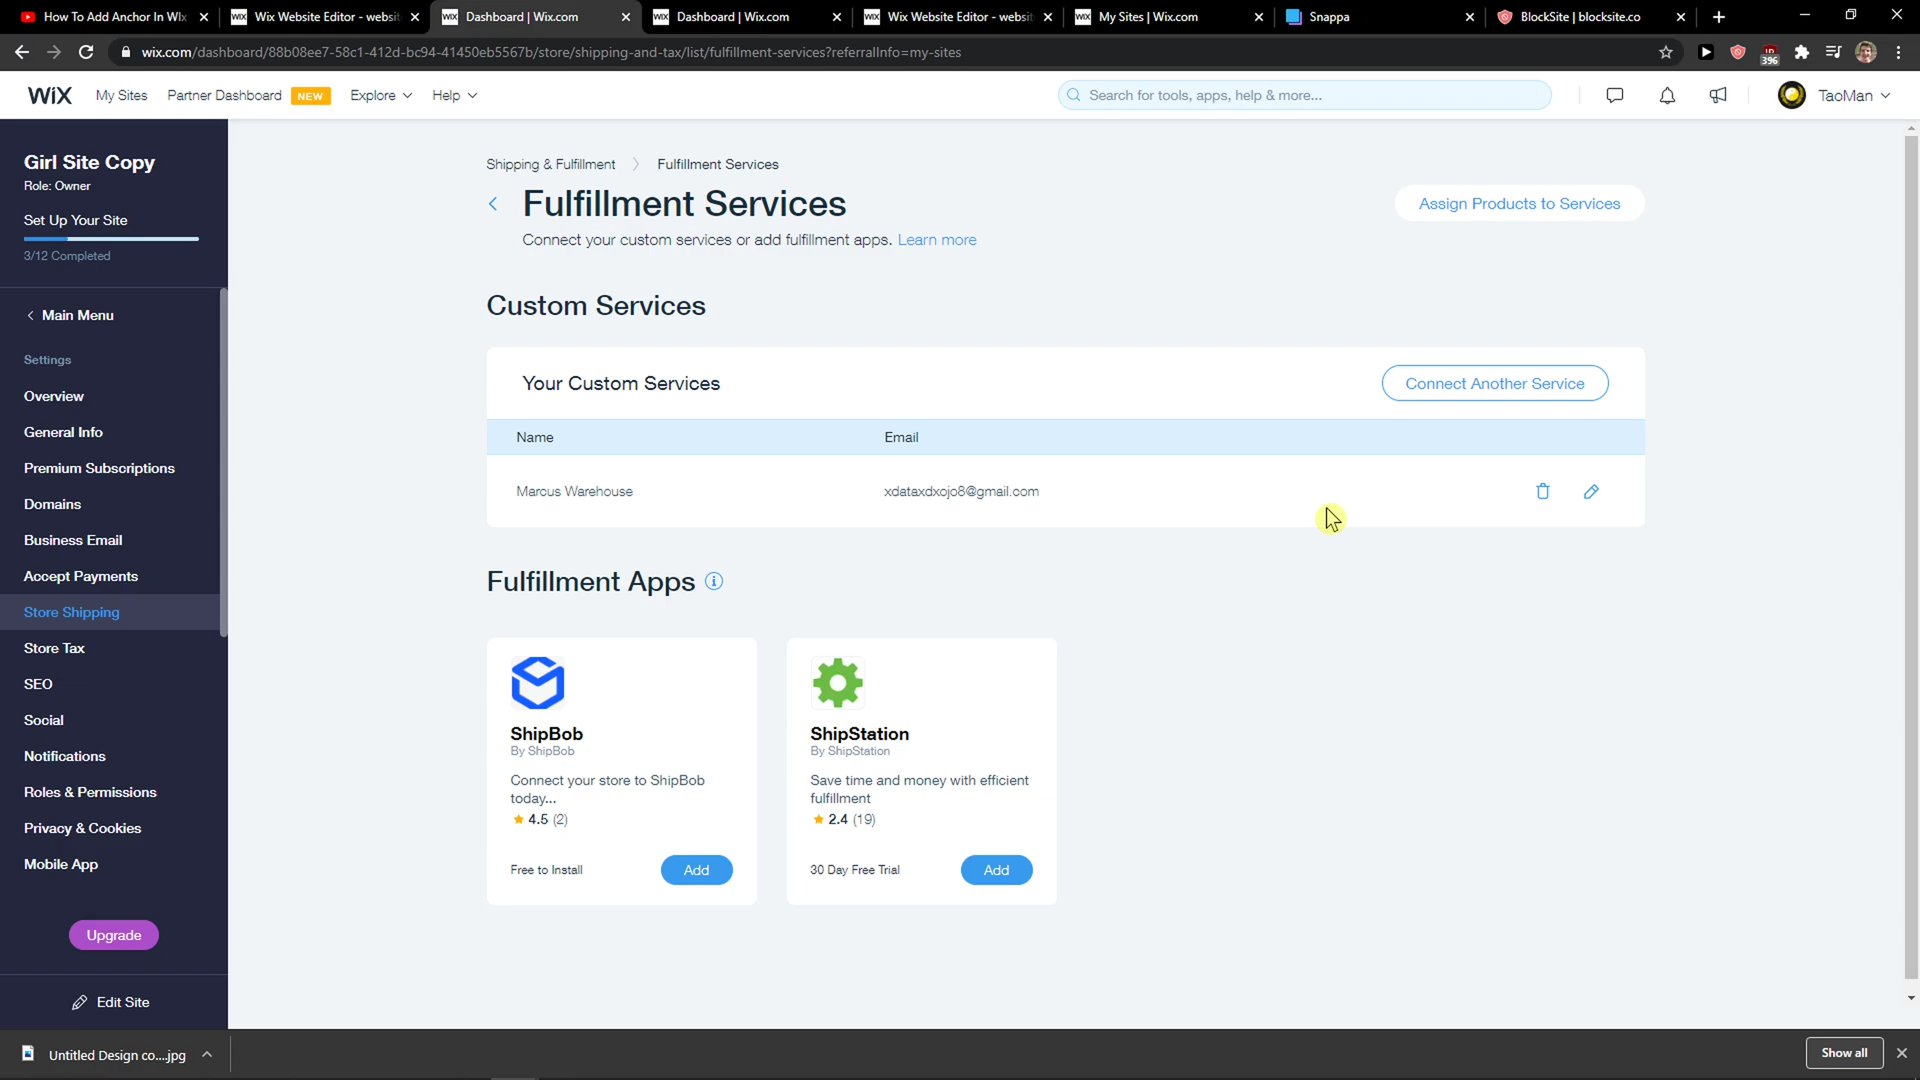 How To Add Anchor In WIx
Wix Website Editor - websit
Dashboard | Wix.com
Dashboard | Wix.com
Wix Website Editor - websit
My Sites | Wix.com
Snappa
BlockSite | blocksite.co
wix.com/dashboard/88b08ee7-58c1-412d-bc94-41450eb5567b/store/shipping-and-tax/list/fulfillment-services?referralInfo=my-sites
396
WiX
My Sites
Partner Dashboard
NEW
Explore
Help
Search for tools, apps, help & more...
TaoMan
Girl Site Copy
Role: Owner
Set Up Your Site
3/12 Completed
Main Menu
Settings
Overview
General Info
Premium Subscriptions
Domains
Business Email
Accept Payments
Store Shipping
Store Tax
SEO
Social
Notifications
Roles & Permissions
Privacy & Cookies
Mobile App
Upgrade
Edit Site
Shipping & Fulfillment
Fulfillment Services
Fulfillment Services
Assign Products to Services
Connect your custom services or add fulfillment apps. Learn more
Custom Services
Your Custom Services
Connect Another Service
Name
Email
Marcus Warehouse
xdataxdxojo8@gmail.com
Fulfillment Apps
ShipBob
By ShipBob
Connect your store to ShipBob
today...
4.5 (2)
Free to Install
Add
ShipStation
By ShipStation
Save time and money with efficient
fulfillment
2.4 (19)
30 Day Free Trial
Add
Untitled Design co....jpg
Show all